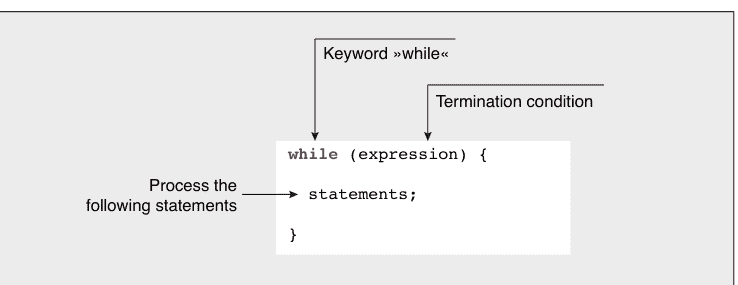 Keyword »while«
Termination condition
while (expression) {
Process the
following statements
statements;
}